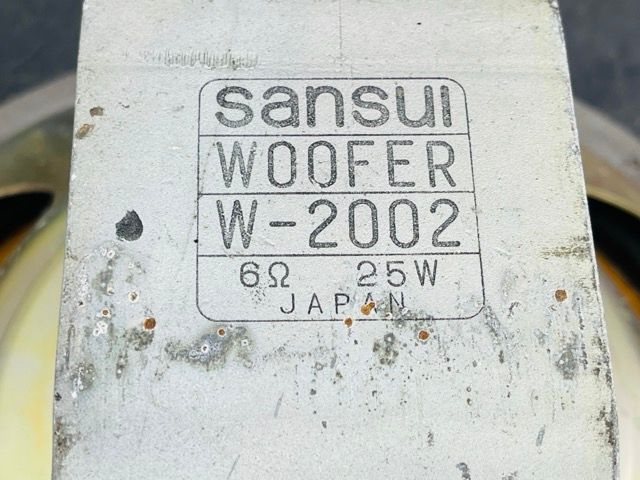 sansui
WOOFER
W-2002
6Ω 25W
JAPAN